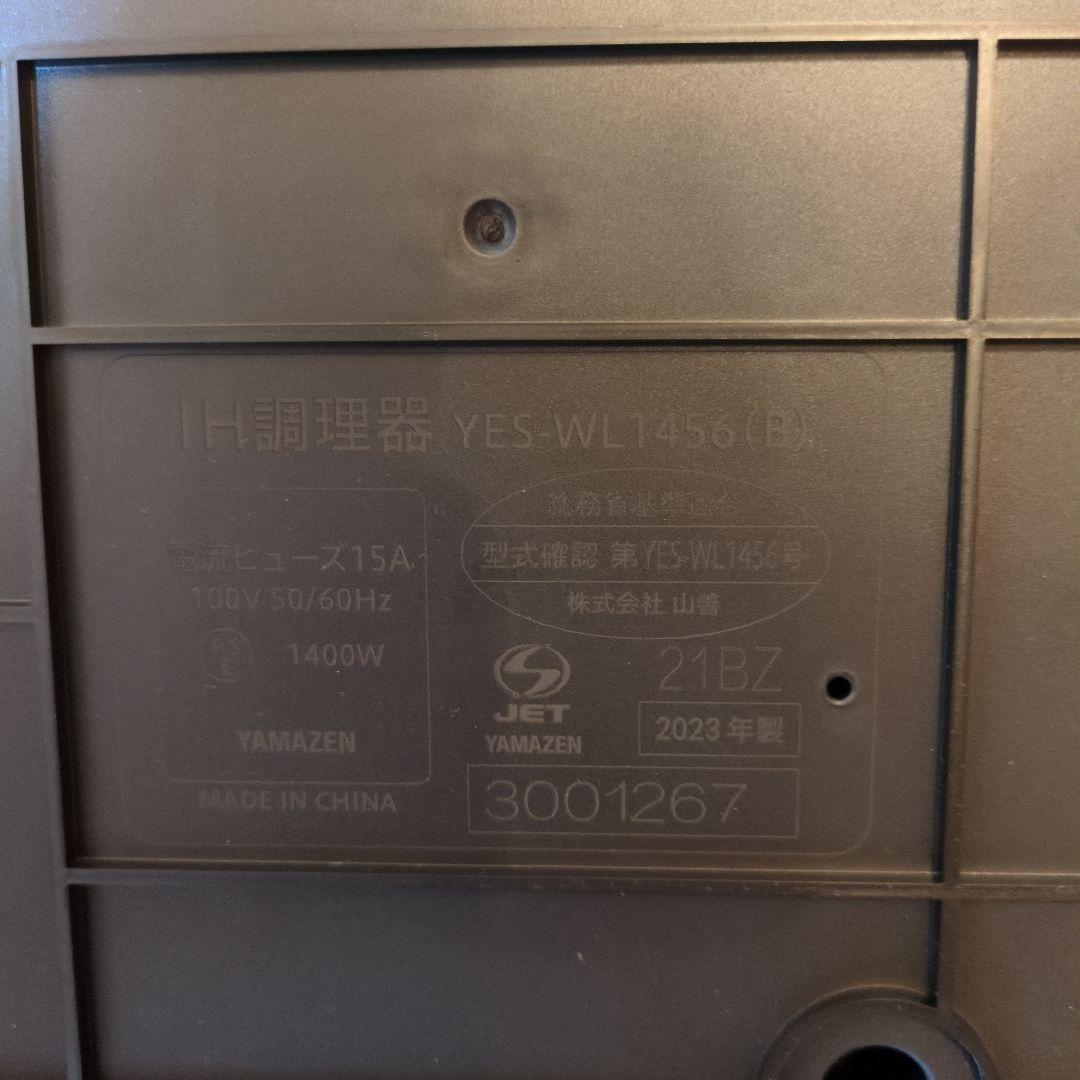 IH調理器 YES-WL1456(B)
電流ヒューズ15A
100V 50/60Hz
PS
E
1400W
YAMAZEN
MADE IN CHINA
総務省基準適合
型式確認 第YES-WL1456号
株式会社 山善
JET
YAMAZEN
21BZ
2023年製
3001267